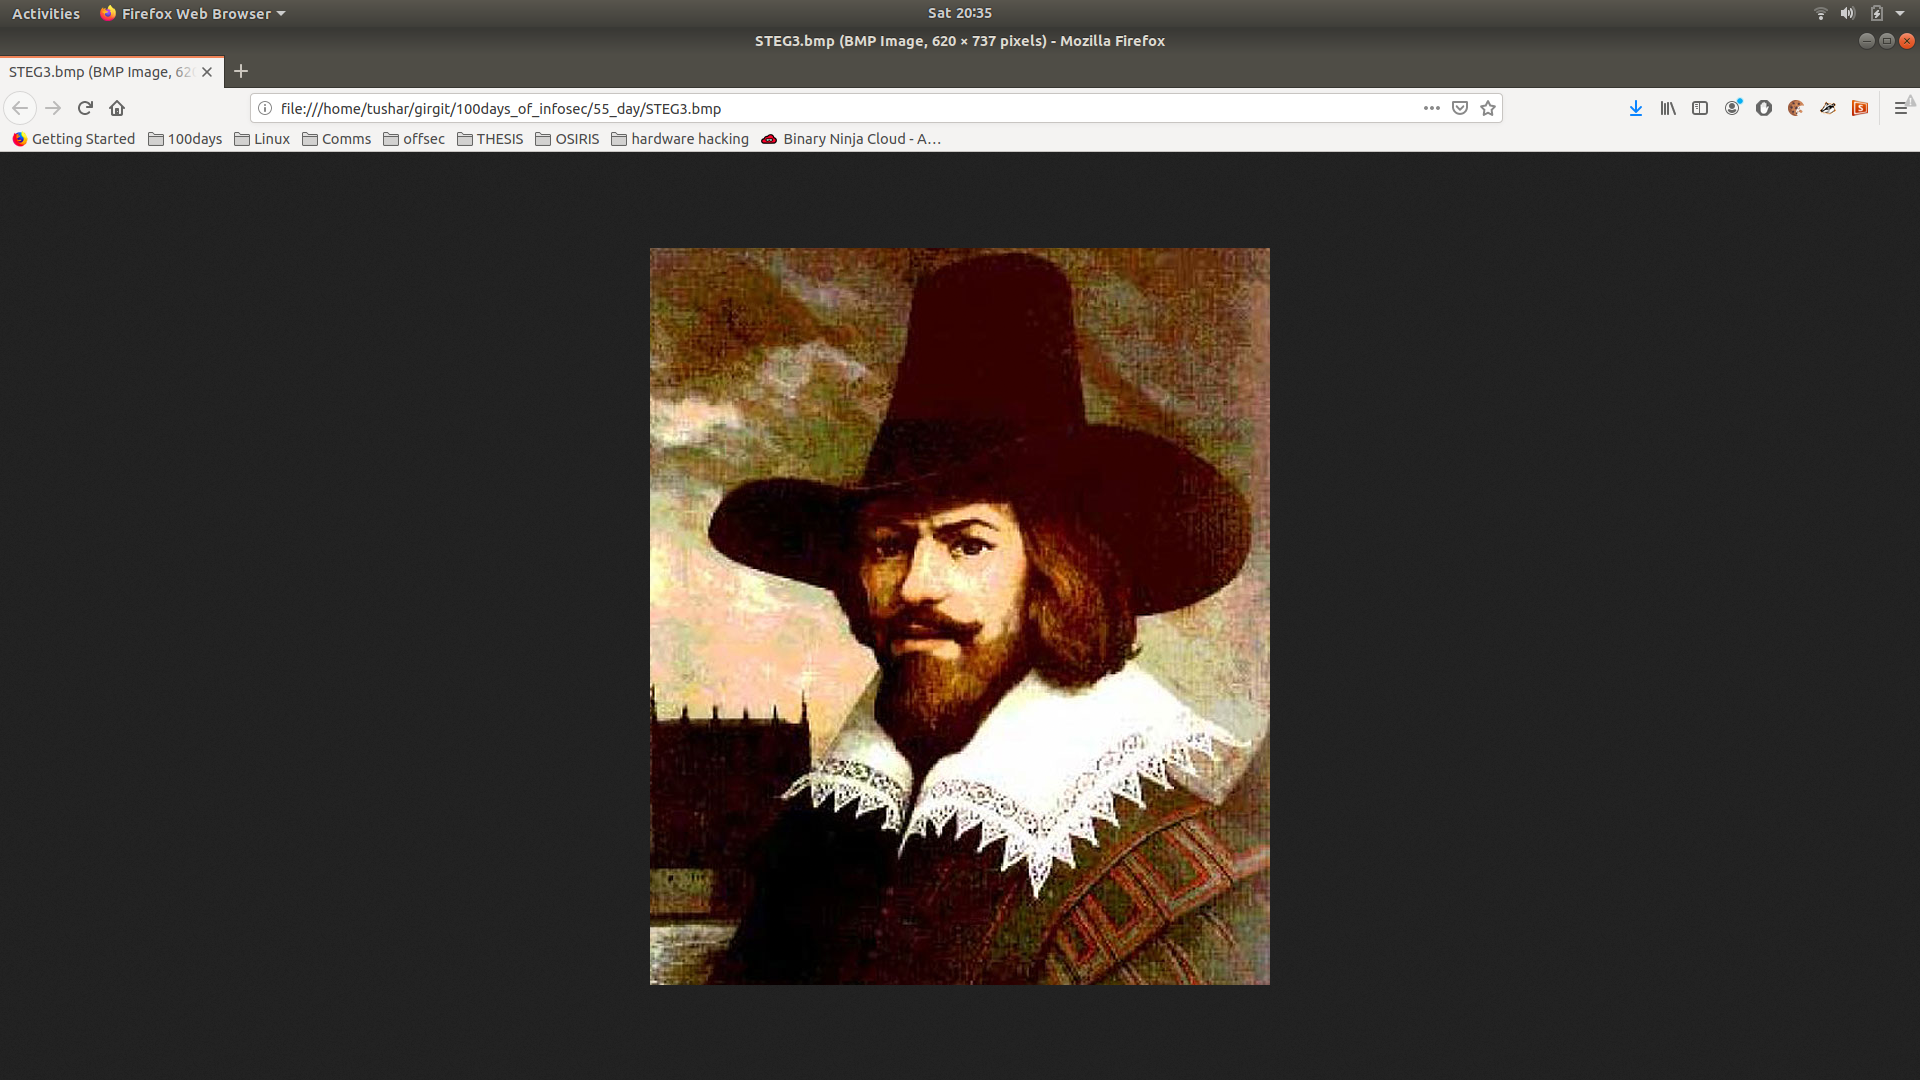 Activities Firefox Web Browser Sat 20:35
STEG3.bmp (BMP Image, 620 × 737 pixels) - Mozilla Firefox
STEG3.bmp (BMP Image, 620
file:///home/tushar/girgit/100days_of_infosec/55_day/STEG3.bmp
Getting Started 100days Linux Comms offsec THESIS OSIRIS hardware hacking Binary Ninja Cloud - A…